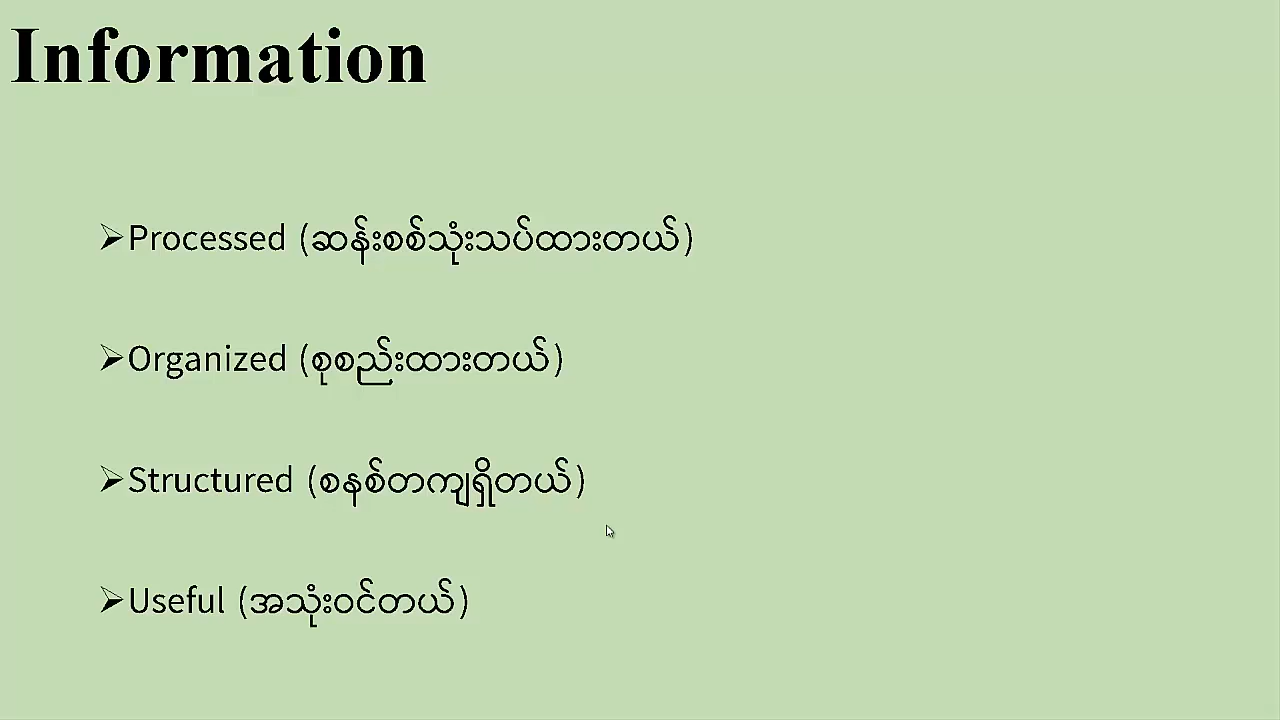 Information
➢Processed (ဆန်းစစ်သုံးသပ်ထားတယ်)
➢Organized (စုစည်းထားတယ်)
➢Structured (စနစ်တကျရှိတယ်)
➢Useful (အသုံးဝင်တယ်)